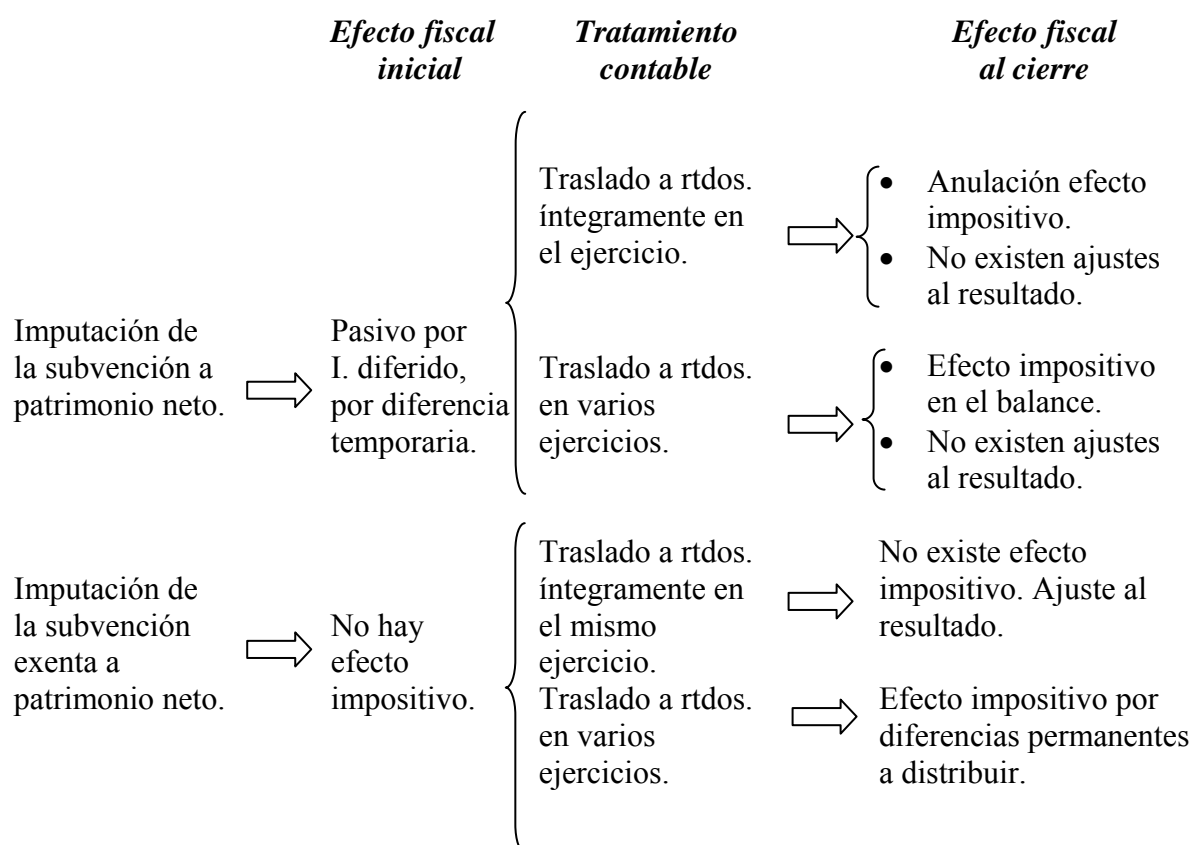 Efecto fiscal
inicial
Tratamiento
contable
Efecto fiscal
al cierre
Imputación de
la subvención a
patrimonio neto.
Pasivo por
I. diferido,
por diferencia
temporaria.
Traslado a rtdos.
íntegramente en
el ejercicio.
• Anulación efecto
impositivo.
• No existen ajustes
al resultado.
Traslado a rtdos.
en varios
ejercicios.
• Efecto impositivo
en el balance.
• No existen ajustes
al resultado.
Imputación de
la subvención
exenta a
patrimonio neto.
No hay
efecto
impositivo.
Traslado a rtdos.
íntegramente en
el mismo
ejercicio.
No existe efecto
impositivo. Ajuste al
resultado.
Traslado a rtdos.
en varios
ejercicios.
Efecto impositivo por
diferencias permanentes
a distribuir.